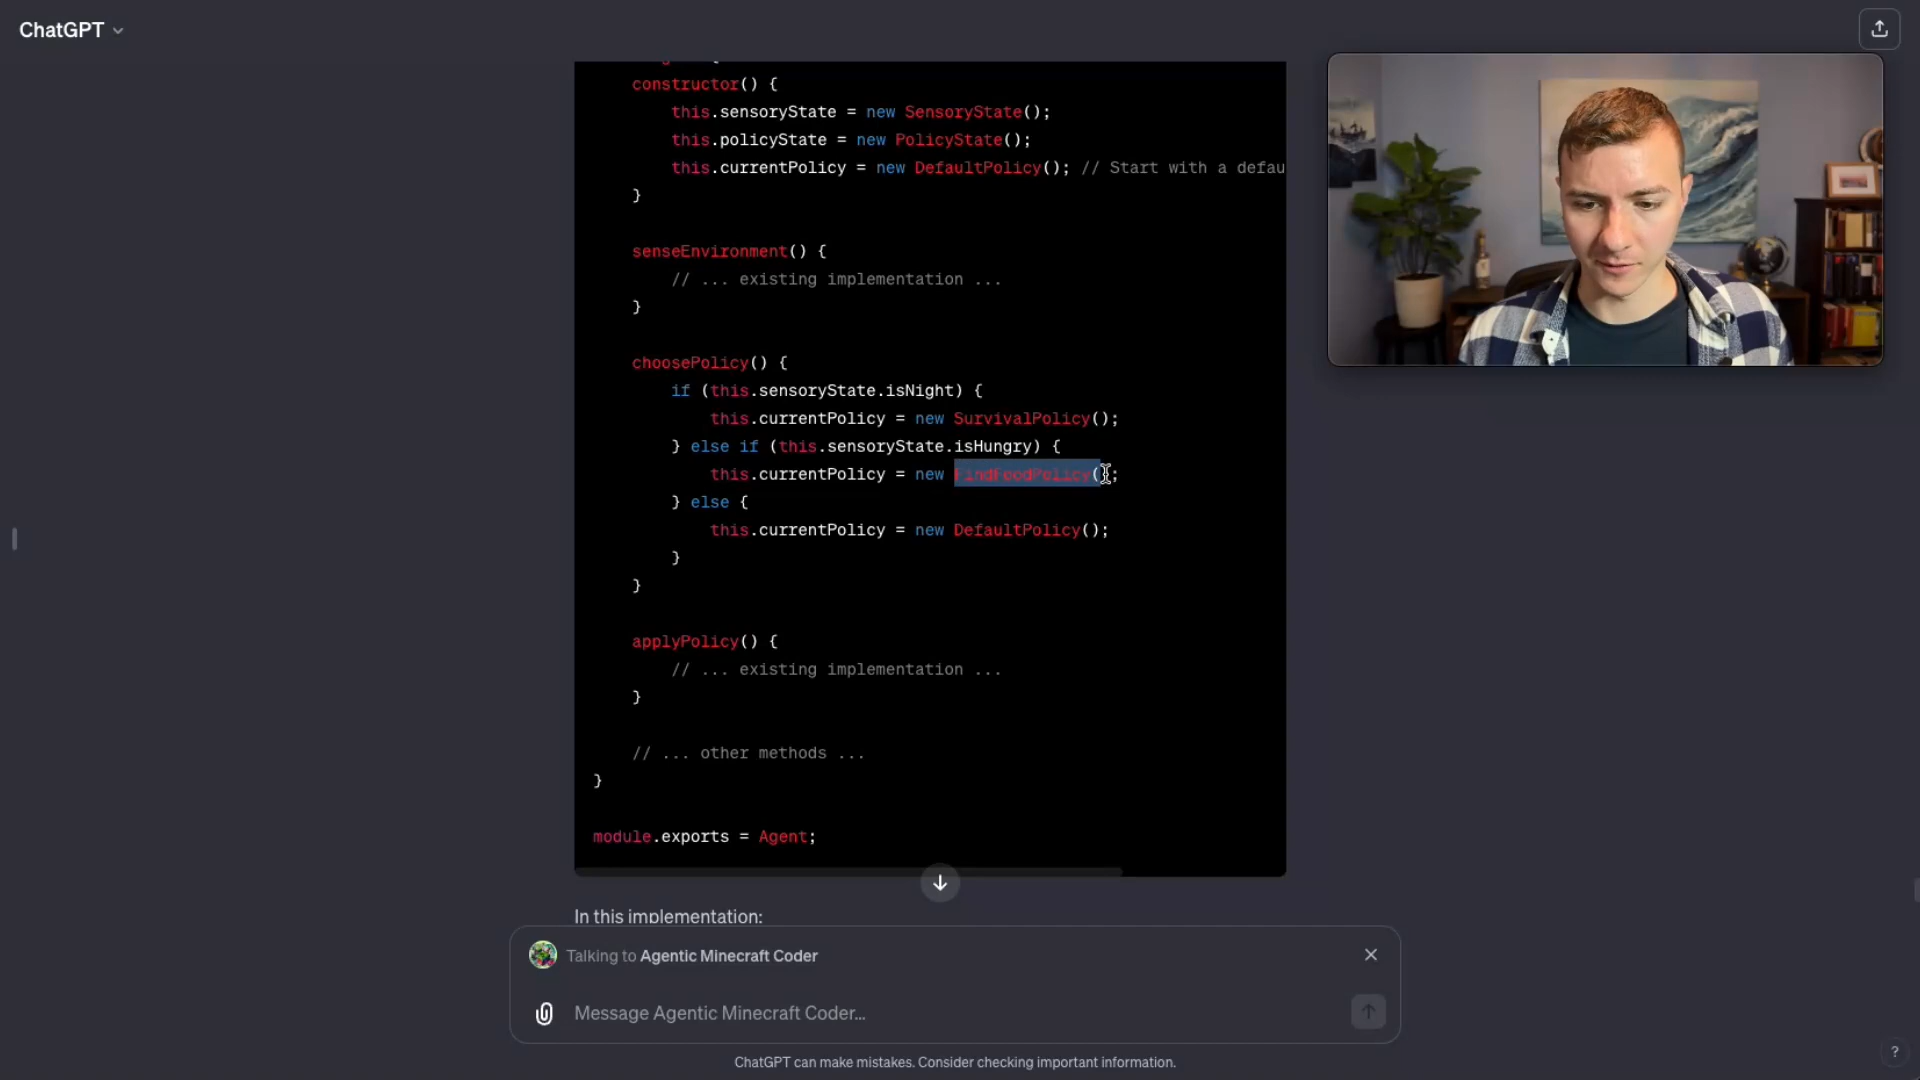 ChatGPT
constructor() {
this.sensoryState = new SensoryState();
this.policyState = new PolicyState();
this.currentPolicy = new DefaultPolicy(); // Start with a defau
}
senseEnvironment() {
// ... existing implementation ...
}
choosePolicy() {
if (this.sensoryState.isNight) {
this.currentPolicy = new SurvivalPolicy();
} else if (this.sensoryState.isHungry) {
this.currentPolicy = new FindFoodPolicy();
} else {
this.currentPolicy = new DefaultPolicy();
}
}
applyPolicy() {
// ... existing implementation ...
}
// ... other methods ...
}
module.exports = Agent;
In this implementation:
Talking to Agentic Minecraft Coder
Message Agentic Minecraft Coder...
ChatGPT can make mistakes. Consider checking important information.
?